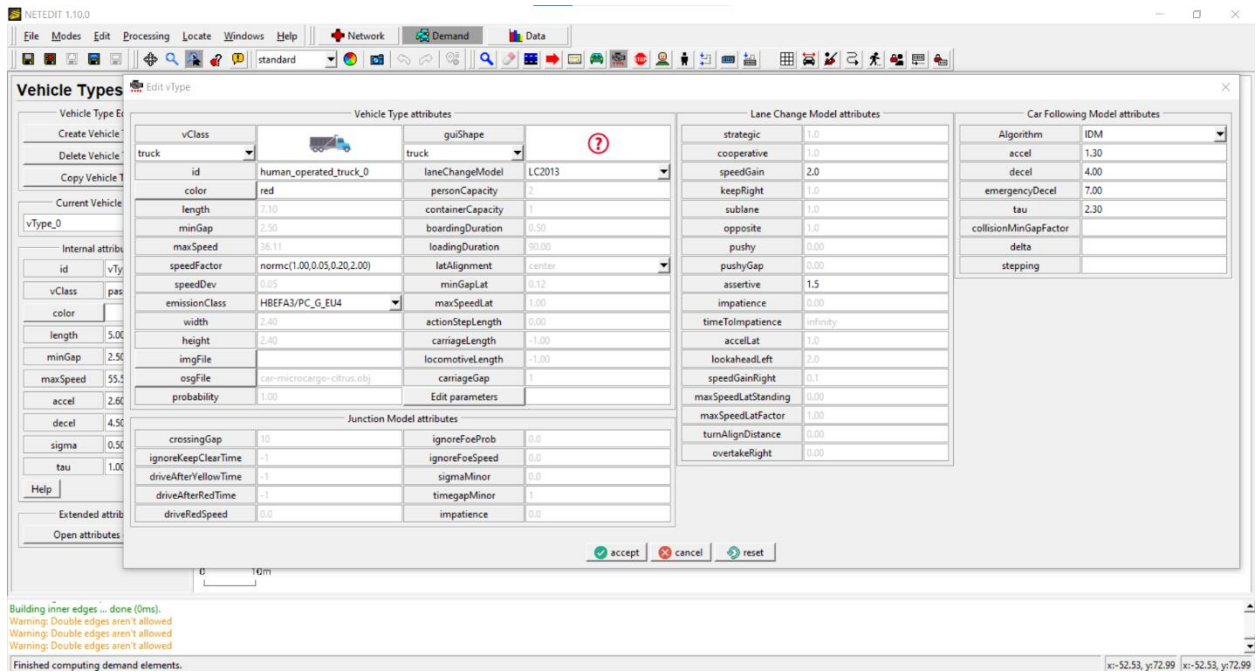 NETEDIT 1.10.0
File Modes Edit Processing Locate Windows Help Network Demand Data
standard
Vehicle Types
Edit vType
Vehicle Type Ed
Create Vehicle
Delete Vehicle
Copy Vehicle T
Current Vehicle
vType_0
Internal attribu
id vTy
vClass pas
color
length 5.00
minGap 2.50
maxSpeed 55.5
accel 2.60
decel 4.50
sigma 0.50
tau 1.00
Help
Extended attrib
Open attributes
Vehicle Type attributes
vClass guiShape
truck truck
id human_operated_truck_0 laneChangeModel LC2013
color red personCapacity 2
length 7.10 containerCapacity 1
minGap 2.50 boardingDuration 0.50
maxSpeed 36.11 loadingDuration 90.00
speedFactor normc(1.00,0.05,0.20,2.00) latAlignment center
speedDev 0.05 minGapLat 0.12
emissionClass HBEFA3/PC_G_EU4 maxSpeedLat 1.00
width 2.40 actionStepLength 0.00
height 2.40 carriageLength -1.00
imgFile locomotiveLength -1.00
osgFile car-microcargo-citrus.obj carriageGap 1
probability 1.00 Edit parameters
Junction Model attributes
crossingGap 10 ignoreFoeProb 0.0
ignoreKeepClearTime -1 ignoreFoeSpeed 0.0
driveAfterYellowTime -1 sigmaMinor 0.0
driveAfterRedTime -1 timegapMinor 1
driveRedSpeed 0.0 impatience 0.0
Lane Change Model attributes
strategic 1.0
cooperative 1.0
speedGain 2.0
keepRight 1.0
sublane 1.0
opposite 1.0
pushy 0.00
pushyGap 0.00
assertive 1.5
impatience 0.00
timeToImpatience infinity
accelLat 1.0
lookaheadLeft 2.0
speedGainRight 0.1
maxSpeedLatStanding 0.00
maxSpeedLatFactor 1.00
turnAlignDistance 0.00
overtakeRight 0.00
Car Following Model attributes
Algorithm IDM
accel 1.30
decel 4.00
emergencyDecel 7.00
tau 2.30
collisionMinGapFactor
delta
stepping
accept cancel reset
0 10m
Building inner edges ... done (0ms).
Warning: Double edges aren't allowed
Warning: Double edges aren't allowed
Warning: Double edges aren't allowed
Finished computing demand elements. x:-52.53, y:72.99 x:-52.53, y:72.99